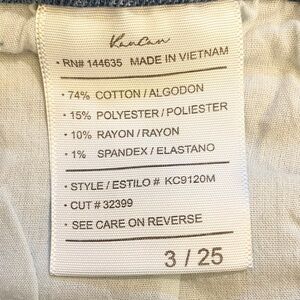 KanCan
• RN# 144635 MADE IN VIETNAM
• 74% COTTON / ALGODON
• 15% POLYESTER / POLIESTER
• 10% RAYON / RAYON
• 1% SPANDEX / ELASTANO
• STYLE / ESTILO # KC9120M
• CUT # 32399
• SEE CARE ON REVERSE
3 / 25